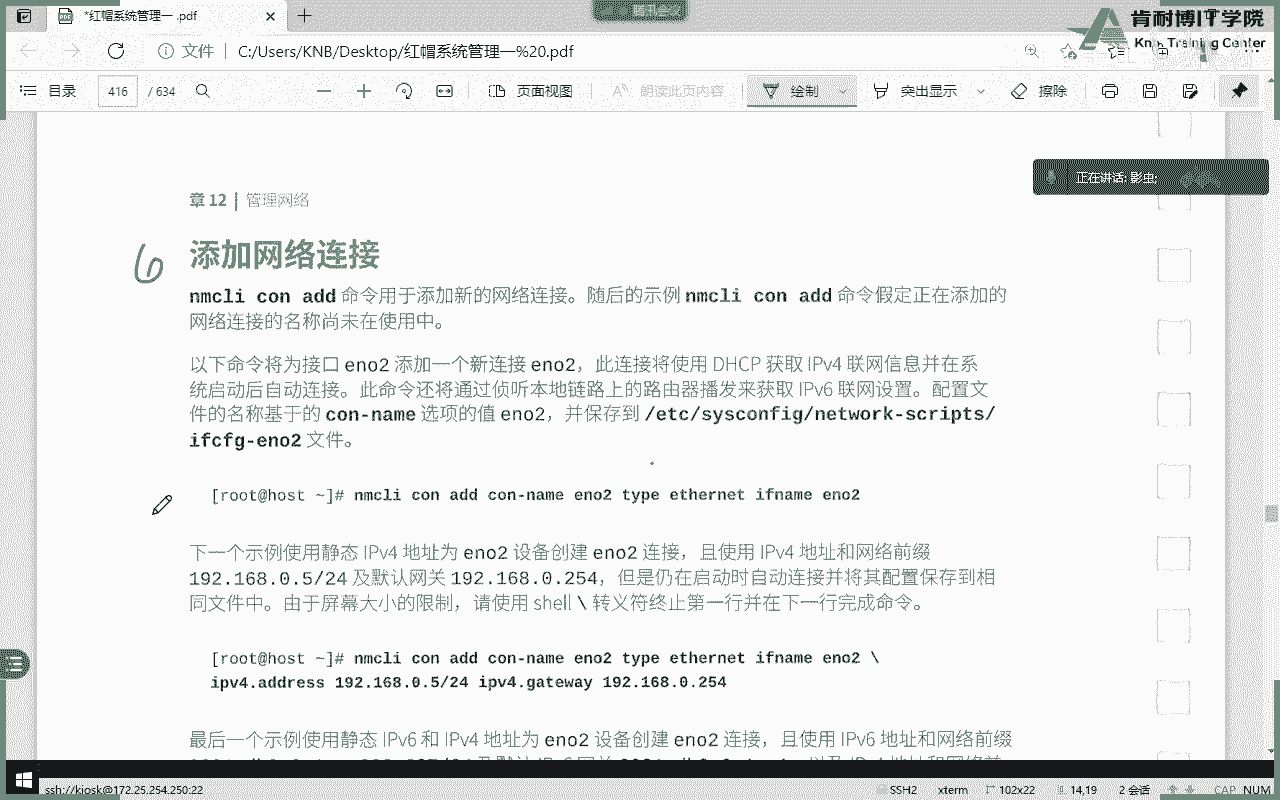 *红帽系统管理一 .pdf
腾讯会议
肯耐博IT学院
Knb Training Center
文件
C:/Users/KNB/Desktop/红帽系统管理一%20.pdf
目录
416
/ 634
页面视图
朗读此页内容
绘制
突出显示
擦除
正在讲话: 影虫;
章 12 | 管理网络
6
添加网络连接
nmcli con add 命令用于添加新的网络连接。随后的示例 nmcli con add 命令假定正在添加的
网络连接的名称尚未在使用中。
以下命令将为接口 eno2 添加一个新连接 eno2，此连接将使用 DHCP 获取 IPv4 联网信息并在系
统启动后自动连接。此命令还将通过侦听本地链路上的路由器播发来获取 IPv6 联网设置。配置文
件的名称基于的 con-name 选项的值 eno2，并保存到 /etc/sysconfig/network-scripts/
ifcfg-eno2 文件。
[root@host ~]# nmcli con add con-name eno2 type ethernet ifname eno2
下一个示例使用静态 IPv4 地址为 eno2 设备创建 eno2 连接，且使用 IPv4 地址和网络前缀
192.168.0.5/24 及默认网关 192.168.0.254，但是仍在启动时自动连接并将其配置保存到相
同文件中。由于屏幕大小的限制，请使用 shell \ 转义符终止第一行并在下一行完成命令。
[root@host ~]# nmcli con add con-name eno2 type ethernet ifname eno2 \
ipv4.address 192.168.0.5/24 ipv4.gateway 192.168.0.254
最后一个示例使用静态 IPv6 和 IPv4 地址为 eno2 设备创建 eno2 连接，且使用 IPv6 地址和网络前缀
ssh://kiosk@172.25.254.250:22
SSH2
xterm
102x22
14,19
2 会话
CAP
NUM